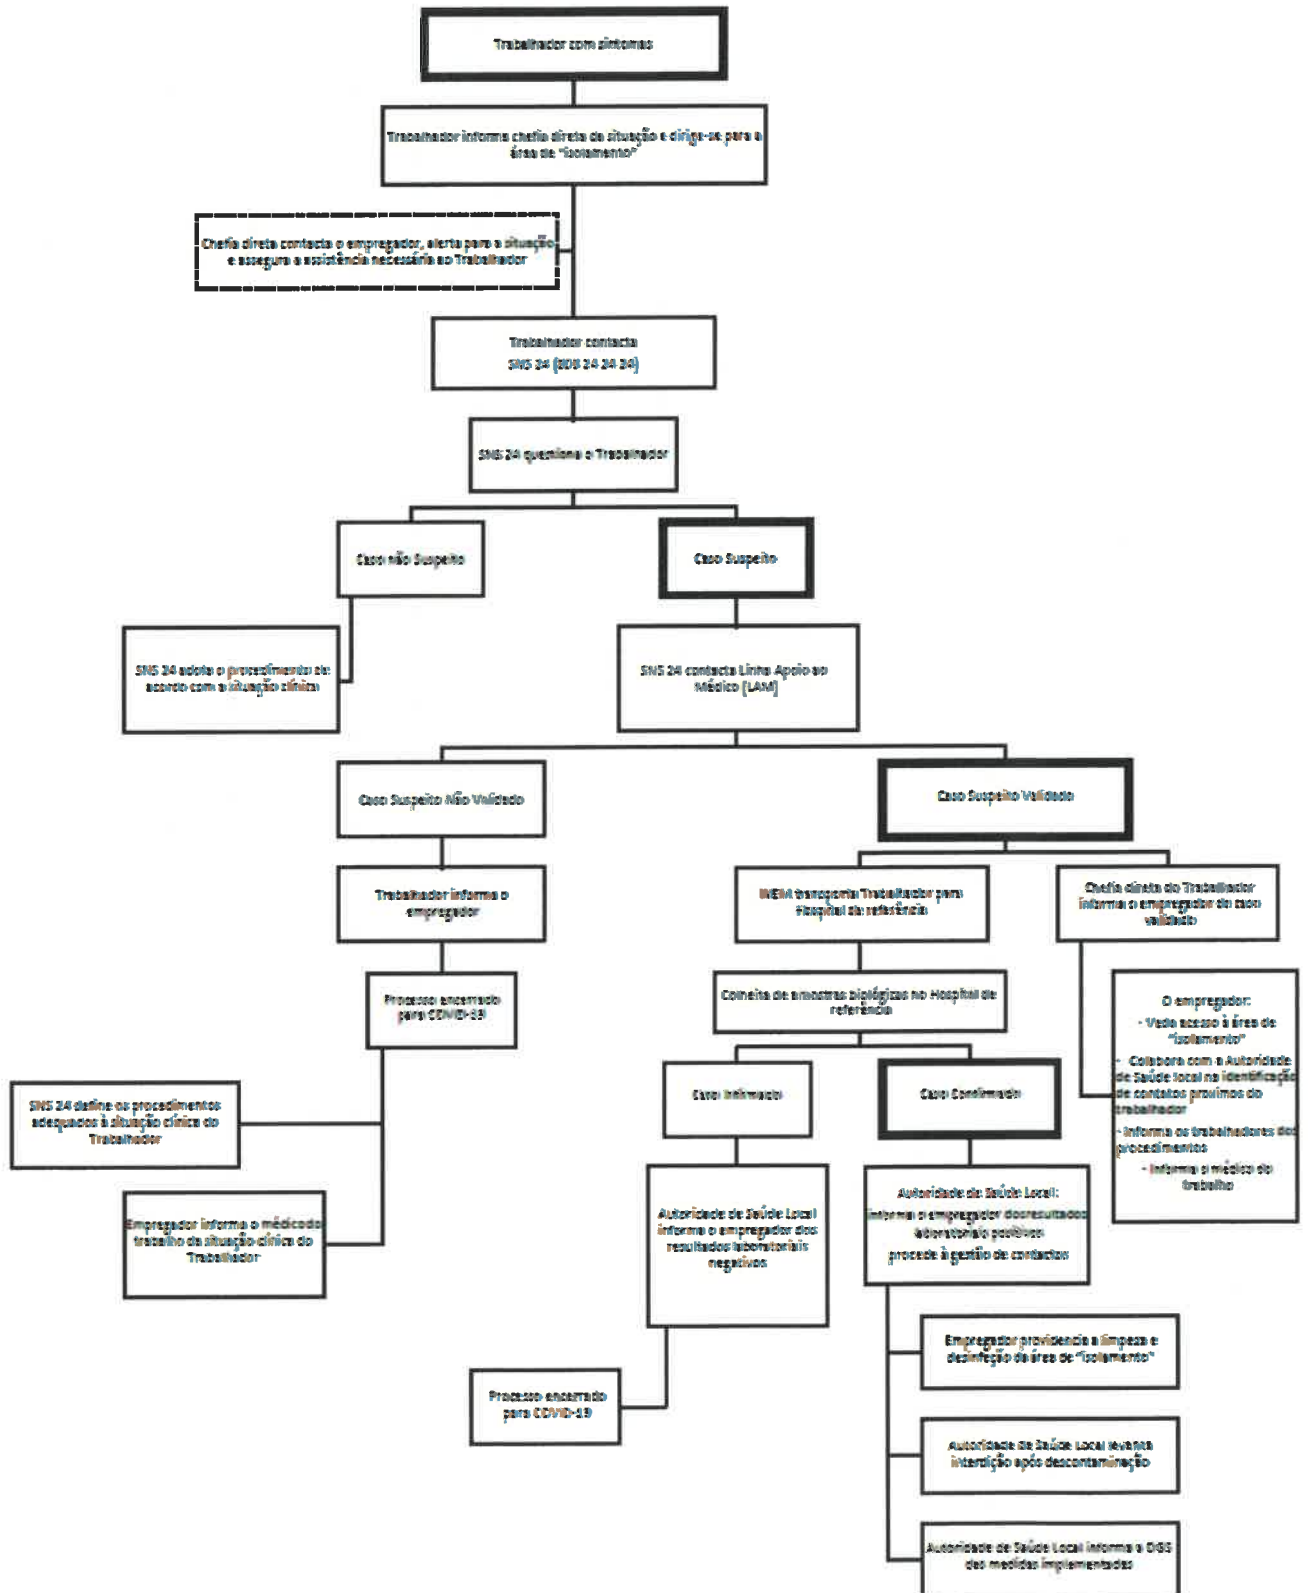 Trabalhador com sintomas
Trabalhador informa chefia direta da situação e dirige-se para a
área de "isolamento"
Chefia direta contacta o empregador, alerta para a situação
e assegura a assistência necessária ao Trabalhador
Trabalhador contacta
SNS 24 (808 24 24 24)
SNS 24 questiona o Trabalhador
Caso não Suspeito
Caso Suspeito
SNS 24 adota o procedimento de
acordo com a situação clínica
SNS 24 contacta Linha Apoio ao
Médico (LAM)
Caso Suspeito Não Validado
Caso Suspeito Validado
Trabalhador informa o
empregador
INEM transporta Trabalhador para
Hospital de referência
Chefia direta do Trabalhador
informa o empregador do caso
validado
Processo encerrado
para COVID-19
Colheita de amostras biológicas no Hospital de
referência
O empregador:
- Veda acesso à área de
"isolamento"
- Colabora com a Autoridade
de Saúde local na identificação
de contatos proximos do
trabalhador
- Informa os trabalhadores dos
procedimentos
- Informa o médico do
trabalho
SNS 24 define os procedimentos
adequados à situação clínica do
Trabalhador
Caso Infirmado
Caso Confirmado
Empregador informa o médicodo
trabalho da situação clínica do
Trabalhador
Autoridade de Saúde Local
informa o empregador dos
resultados laboratoriais
negativos
Autoridade de Saúde Local:
informa o empregador dosresultados
laboratoriais positivos
procede à gestão de contactos
Processo encerrado
para COVID-19
Empregador providencia a limpeza e
desinfeção da área de "isolamento"
Autoridade de Saúde Local levanta
interdição após descontaminação
Autoridade de Saúde Local informa a DGS
das medidas implementadas